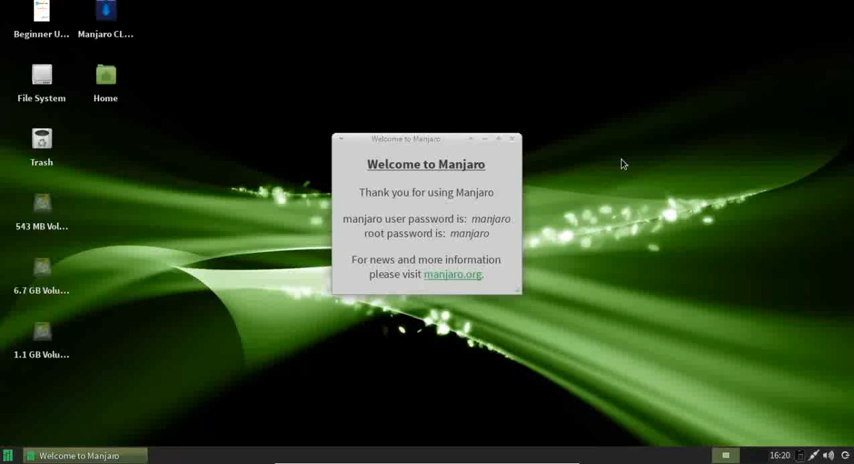 Beginner U...
Manjaro CL...
File System
Home
Trash
543 MB Vol...
6.7 GB Volu...
1.1 GB Volu...
Welcome to Manjaro
Welcome to Manjaro
Thank you for using Manjaro
manjaro user password is: manjaro
root password is: manjaro
For news and more information
please visit manjaro.org.
Welcome to Manjaro
16:20